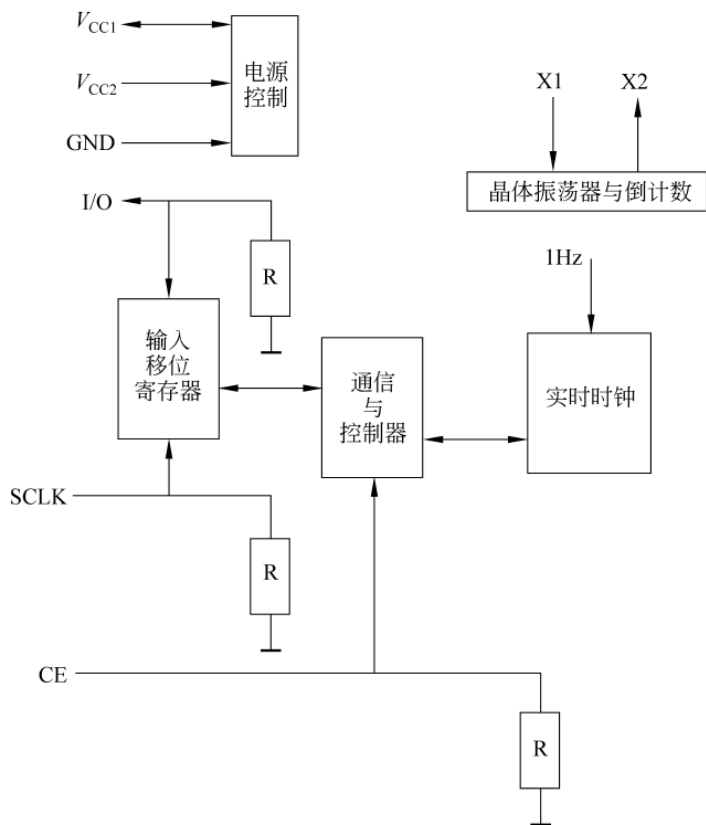 VCC1
VCC2
GND
电源
控制
X1
X2
晶体振荡器与倒计数
I/O
R
1Hz
输入
移位
寄存器
通信
与
控制器
实时时钟
SCLK
R
CE
R